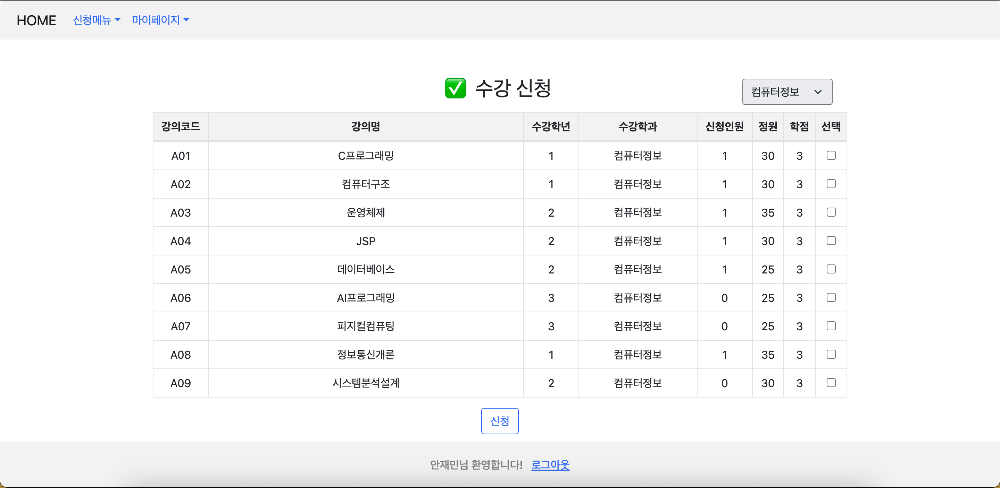 HOME 신청메뉴 마이페이지
✅ 수강 신청 컴퓨터정보
강의코드 강의명 수강학년 수강학과 신청인원 정원 학점 선택
A01 C프로그래밍 1 컴퓨터정보 1 30 3
A02 컴퓨터구조 1 컴퓨터정보 1 30 3
A03 운영체제 2 컴퓨터정보 1 35 3
A04 JSP 2 컴퓨터정보 1 30 3
A05 데이터베이스 2 컴퓨터정보 1 25 3
A06 AI프로그래밍 3 컴퓨터정보 0 25 3
A07 피지컬컴퓨팅 3 컴퓨터정보 0 25 3
A08 정보통신개론 1 컴퓨터정보 1 35 3
A09 시스템분석설계 2 컴퓨터정보 0 30 3
신청
안재민님 환영합니다! 로그아웃